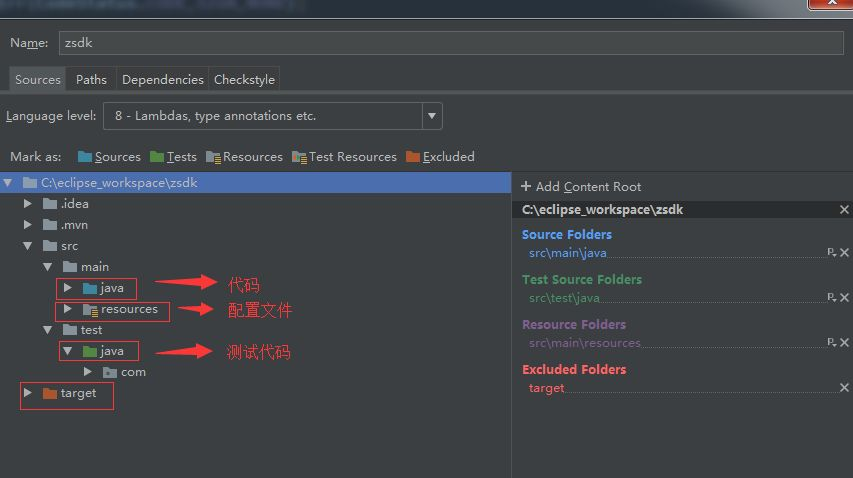 Name: zsdk
Sources Paths Dependencies Checkstyle
Language level: 8 - Lambdas, type annotations etc.
Mark as: Sources Tests Resources Test Resources Excluded
C:\eclipse_workspace\zsdk
.idea
.mvn
src
main
java 代码
resources 配置文件
test
java 测试代码
com
target
+ Add Content Root
C:\eclipse_workspace\zsdk
Source Folders
src\main\java
Test Source Folders
src\test\java
Resource Folders
src\main\resources
Excluded Folders
target